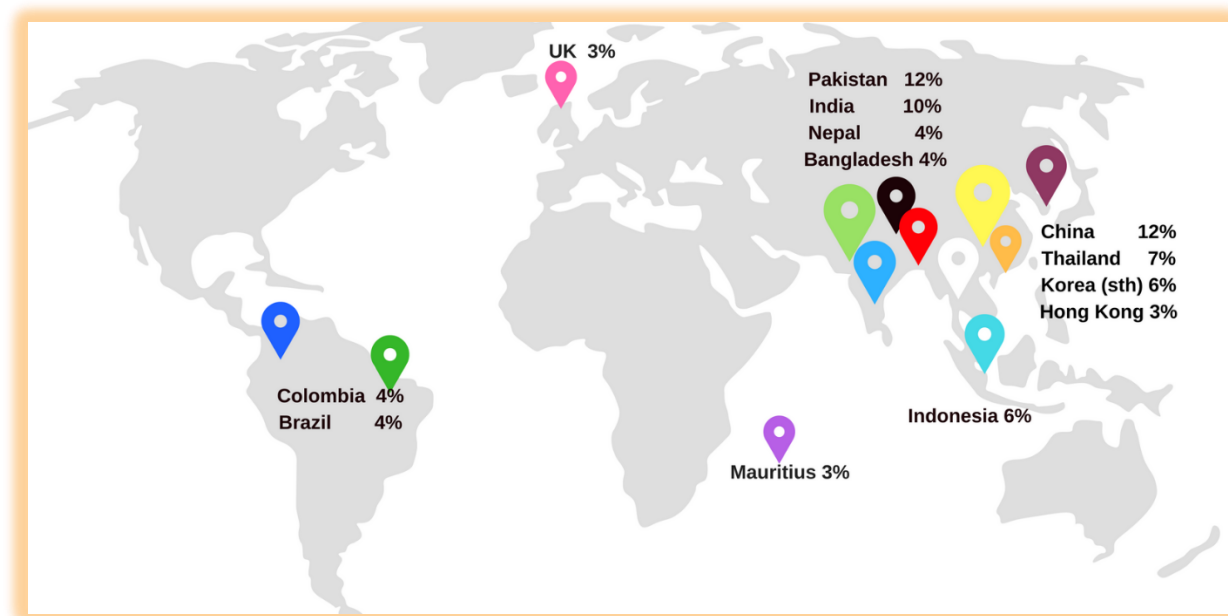 UK 3%
Pakistan 12%
India 10%
Nepal 4%
Bangladesh 4%
China 12%
Thailand 7%
Korea (sth) 6%
Hong Kong 3%
Colombia 4%
Brazil 4%
Indonesia 6%
Mauritius 3%